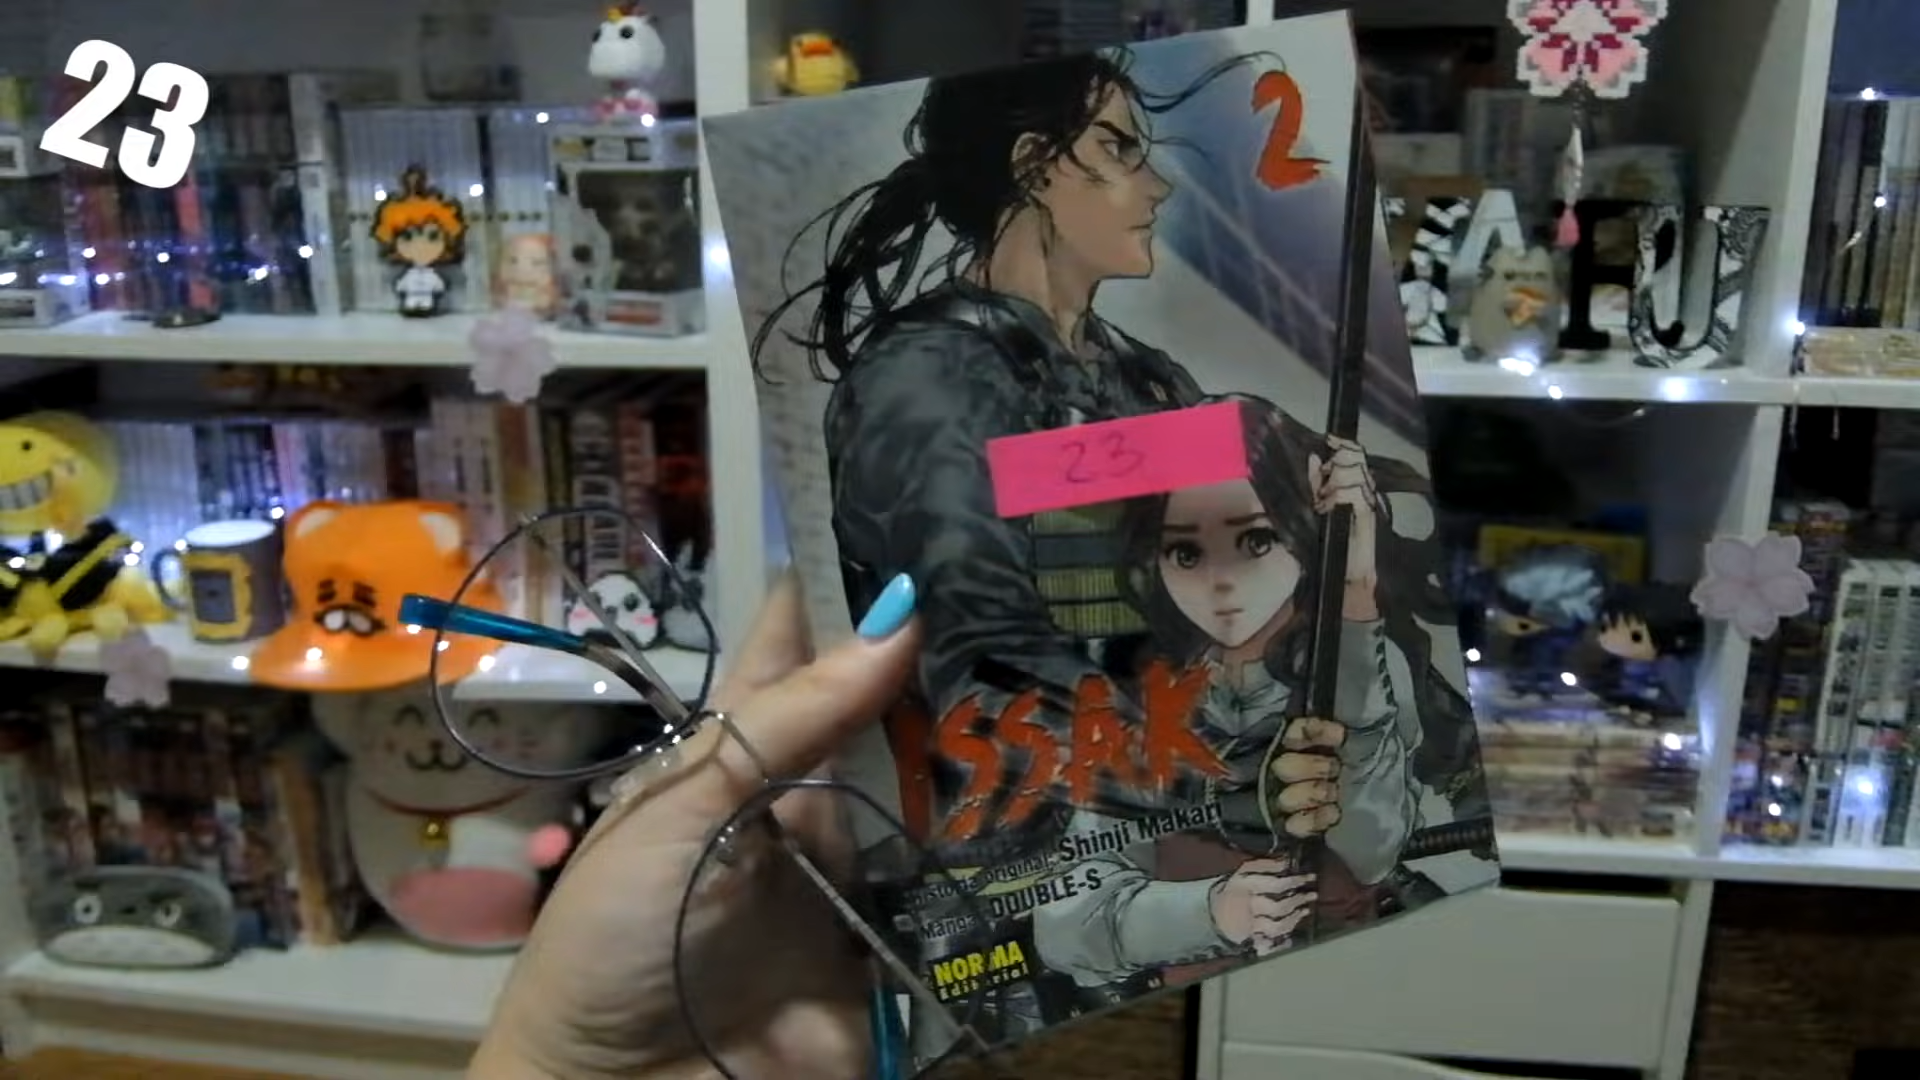 23
2
23
ISSAK
Historia original: Shinji Makari
Manga: DOUBLE-S
NORMA
Editorial